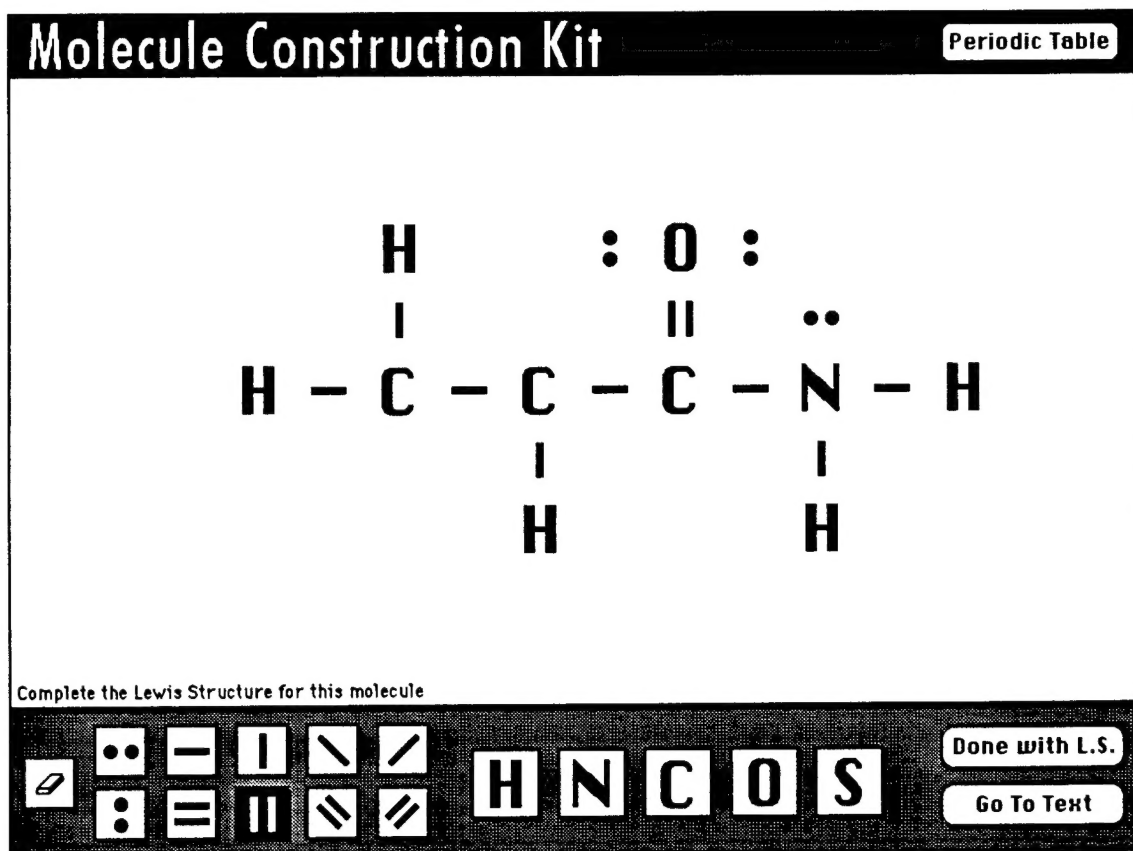 Molecule Construction Kit
Periodic Table
H O
H C C C N H
H H
Complete the Lewis Structure for this molecule
H N C O S
Done with L.S.
Go To Text